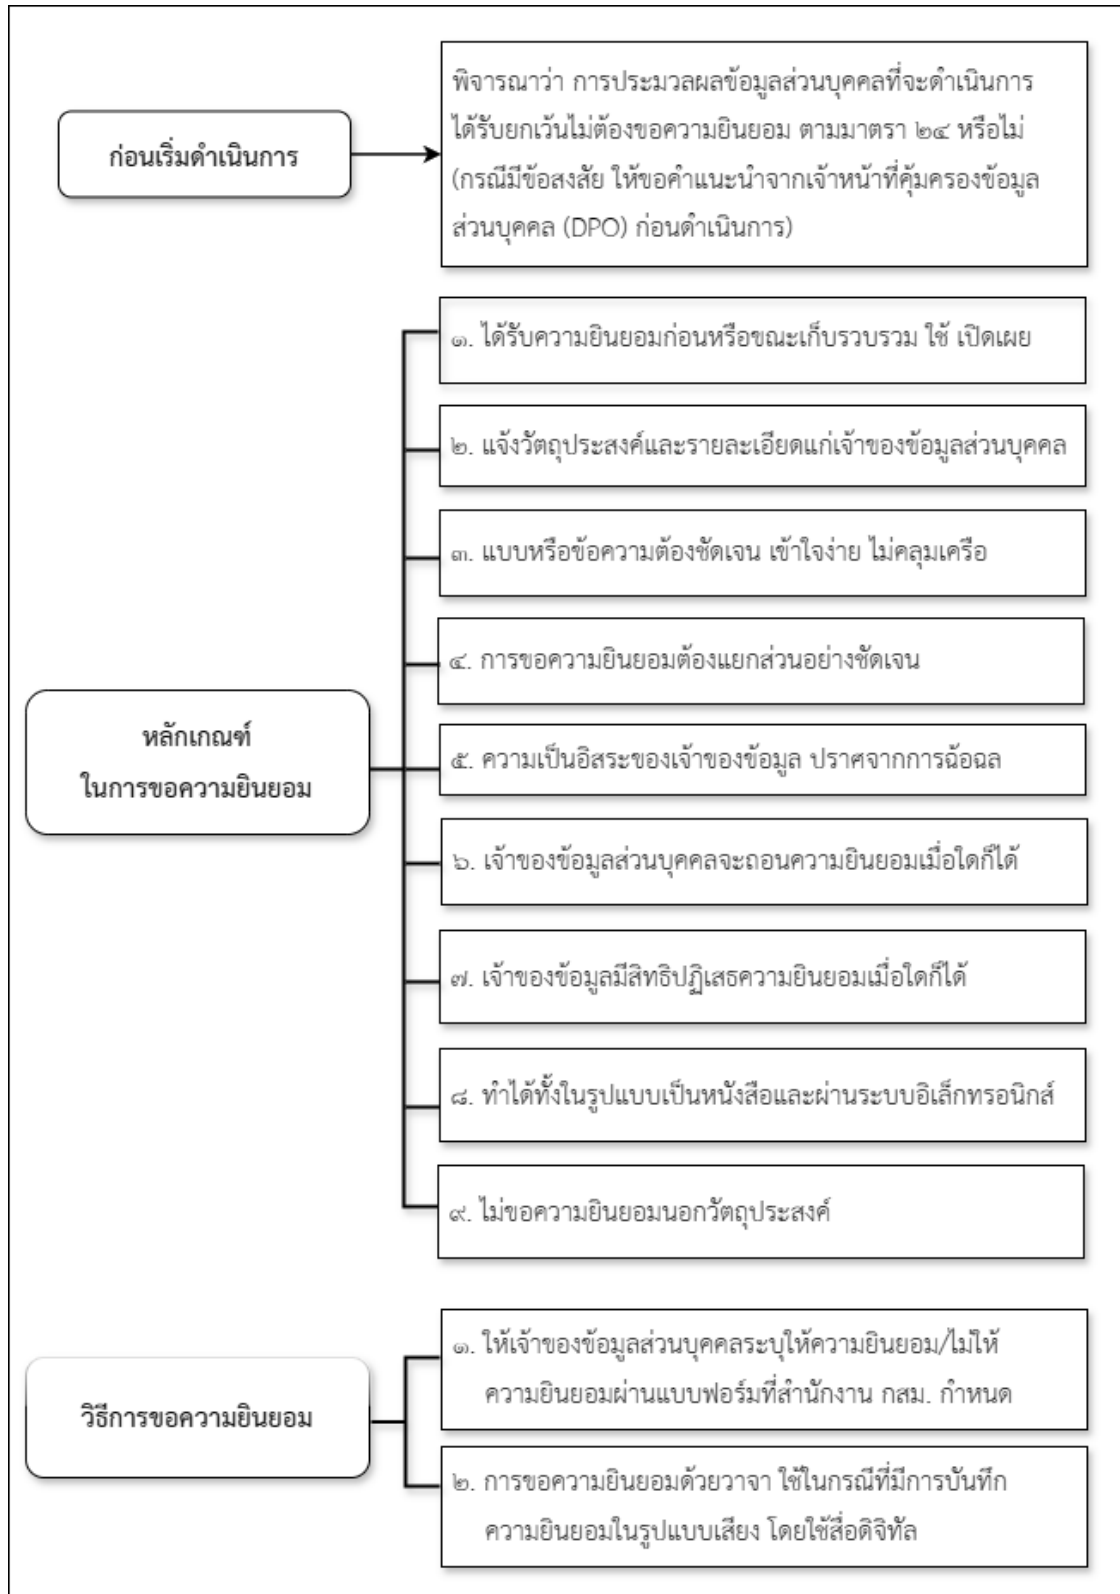 ก่อนเริ่มดำเนินการ
พิจารณาว่า การประมวลผลข้อมูลส่วนบุคคลที่จะดำเนินการ
ได้รับยกเว้นไม่ต้องขอความยินยอม ตามมาตรา ๒๔ หรือไม่
(กรณีมีข้อสงสัย ให้ขอคำแนะนำจากเจ้าหน้าที่คุ้มครองข้อมูล
ส่วนบุคคล (DPO) ก่อนดำเนินการ)
หลักเกณฑ์
ในการขอความยินยอม
๑. ได้รับความยินยอมก่อนหรือขณะเก็บรวบรวม ใช้ เปิดเผย
๒. แจ้งวัตถุประสงค์และรายละเอียดแก่เจ้าของข้อมูลส่วนบุคคล
๓. แบบหรือข้อความต้องชัดเจน เข้าใจง่าย ไม่คลุมเครือ
๔. การขอความยินยอมต้องแยกส่วนอย่างชัดเจน
๕. ความเป็นอิสระของเจ้าของข้อมูล ปราศจากการฉ้อฉล
๖. เจ้าของข้อมูลส่วนบุคคลจะถอนความยินยอมเมื่อใดก็ได้
๗. เจ้าของข้อมูลมีสิทธิปฏิเสธความยินยอมเมื่อใดก็ได้
๘. ทำได้ทั้งในรูปแบบเป็นหนังสือและผ่านระบบอิเล็กทรอนิกส์
๙. ไม่ขอความยินยอมนอกวัตถุประสงค์
วิธีการขอความยินยอม
๑. ให้เจ้าของข้อมูลส่วนบุคคลระบุให้ความยินยอม/ไม่ให้
ความยินยอมผ่านแบบฟอร์มที่สำนักงาน กสม. กำหนด
๒. การขอความยินยอมด้วยวาจา ใช้ในกรณีที่มีการบันทึก
ความยินยอมในรูปแบบเสียง โดยใช้สื่อดิจิทัล